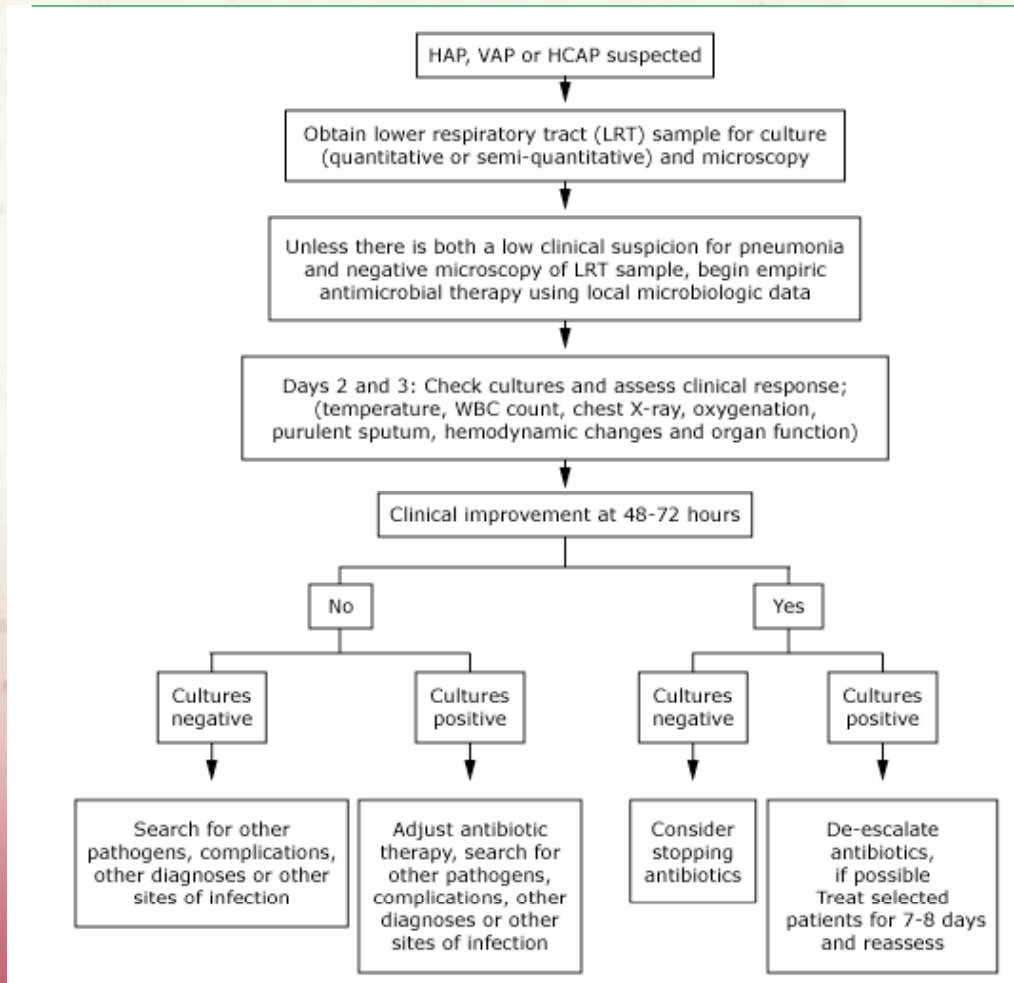 HAP, VAP or HCAP suspected
Obtain lower respiratory tract (LRT) sample for culture
(quantitative or semi-quantitative) and microscopy
Unless there is both a low clinical suspicion for pneumonia
and negative microscopy of LRT sample, begin empiric
antimicrobial therapy using local microbiologic data
Days 2 and 3: Check cultures and assess clinical response;
(temperature, WBC count, chest X-ray, oxygenation,
purulent sputum, hemodynamic changes and organ function)
Clinical improvement at 48-72 hours
No
Yes
Cultures
negative
Cultures
positive
Cultures
negative
Cultures
positive
Search for other
pathogens, complications,
other diagnoses or other
sites of infection
Adjust antibiotic
therapy, search for
other pathogens,
complications, other
diagnoses or other
sites of infection
Consider
stopping
antibiotics
De-escalate
antibiotics,
if possible
Treat selected
patients for 7-8 days
and reassess